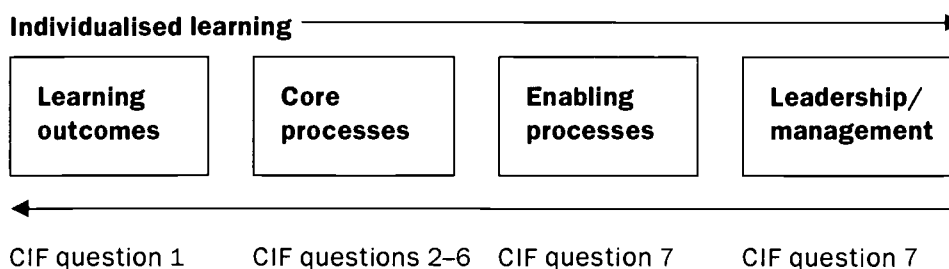 Individualised learning
Learning outcomes
Core processes
Enabling processes
Leadership/ management
CIF question 1
CIF questions 2–6
CIF question 7
CIF question 7